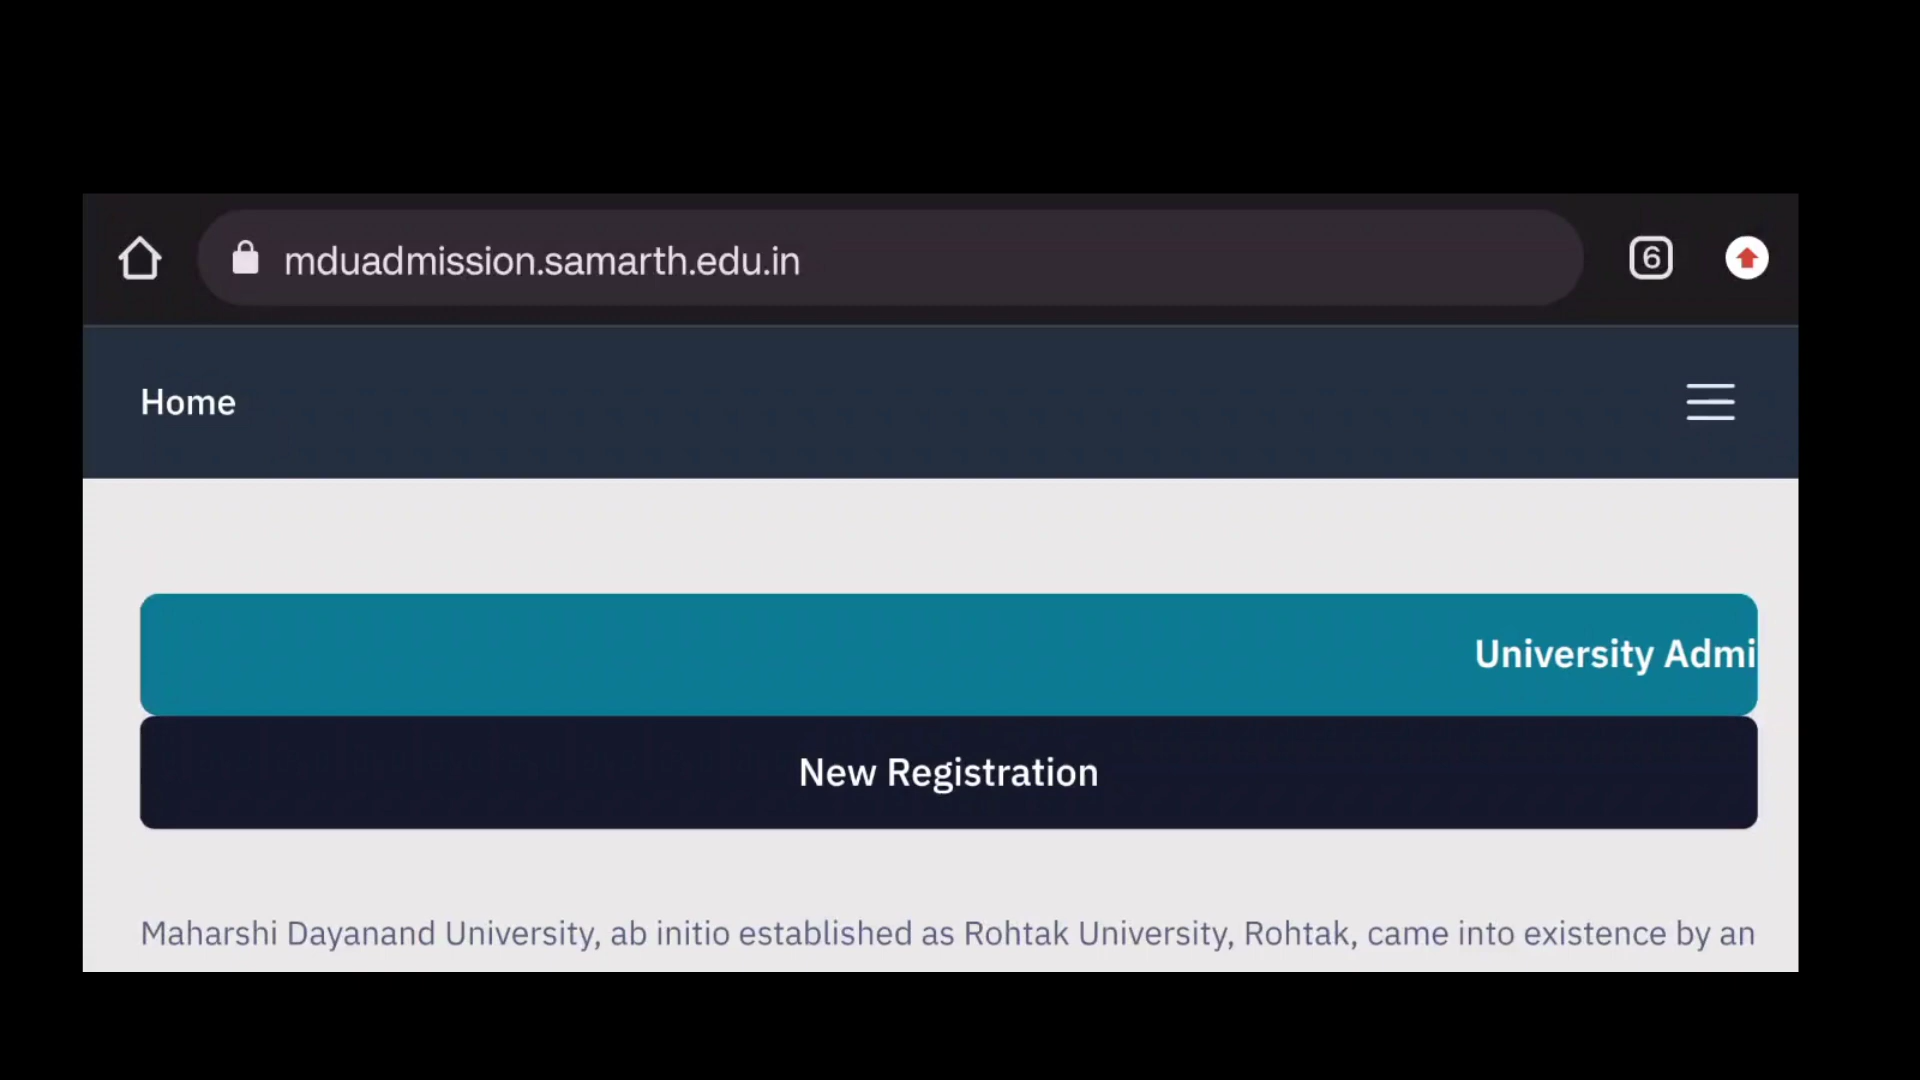 mduadmission.samarth.edu.in
6
Home
University Admi
New Registration
Maharshi Dayanand University, ab initio established as Rohtak University, Rohtak, came into existence by an